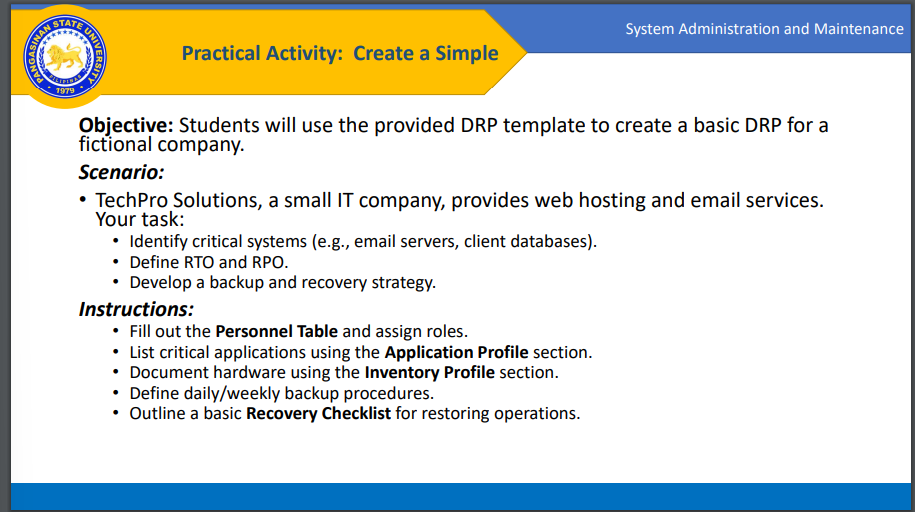 System Administration and Maintenance
PANGASINAN STATE UNIVERSITY
PILIPINAS
1979
Practical Activity: Create a Simple
Objective: Students will use the provided DRP template to create a basic DRP for a
fictional company.
Scenario:
• TechPro Solutions, a small IT company, provides web hosting and email services.
Your task:
• Identify critical systems (e.g., email servers, client databases).
• Define RTO and RPO.
• Develop a backup and recovery strategy.
Instructions:
• Fill out the Personnel Table and assign roles.
• List critical applications using the Application Profile section.
• Document hardware using the Inventory Profile section.
• Define daily/weekly backup procedures.
• Outline a basic Recovery Checklist for restoring operations.